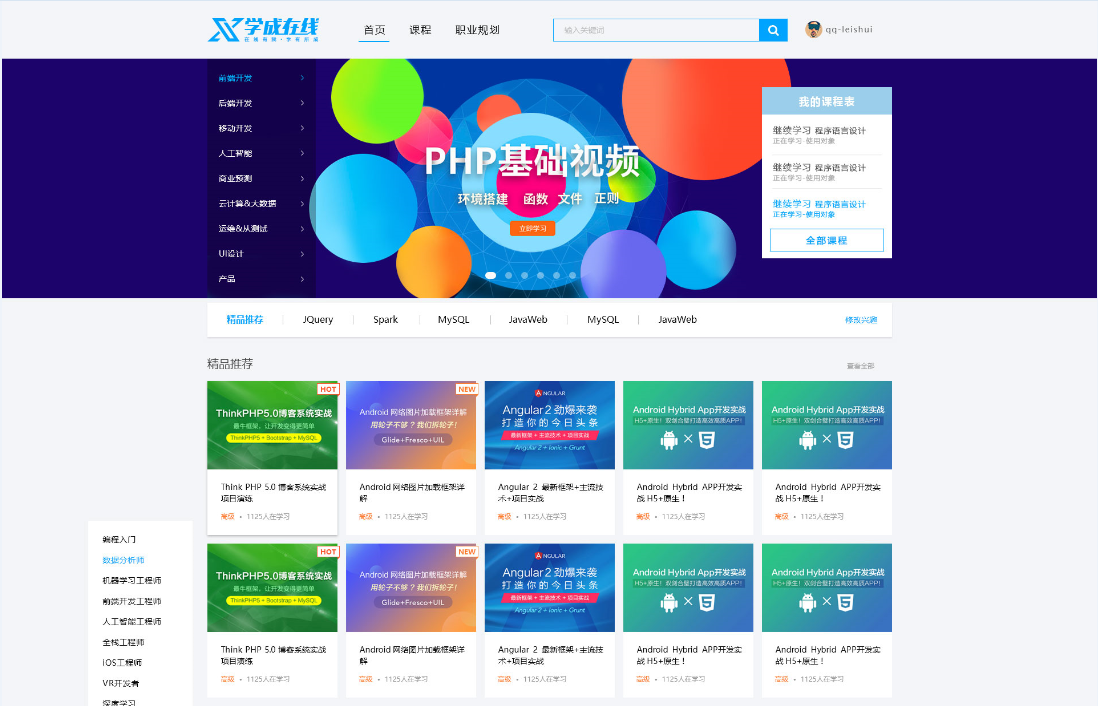 学成在线
首页 课程 职业规划
输入关键词
qq-leishui
前端开发
后端开发
移动开发
人工智能
商业预测
云计算&大数据
运维&从测试
UI设计
产品
PHP基础视频
环境搭建 函数 文件 正则
立即学习
我的课程表
继续学习 程序语言设计
正在学习-使用对象
继续学习 程序语言设计
正在学习-使用对象
继续学习 程序语言设计
正在学习-使用对象
全部课程
精品推荐 JQuery Spark MySQL JavaWeb MySQL JavaWeb 修改兴趣
精品推荐
查看全部
HOT
ThinkPHP5.0博客系统实战
最牛框架，让开发变得更简单
ThinkPHP5 + Bootstrap + MySQL
Think PHP 5.0 博客系统实战
项目演练
高级 • 1125人在学习
NEW
Android 网络图片加载框架详解
用轮子不够？我们拆轮子！
Glide+Fresco+UIL
Android 网络图片加载框架详
解
高级 • 1125人在学习
ANGULAR
Angular2 劲爆来袭
打造你的今日头条
最新框架 + 主流技术 + 项目实战
Angular 2 + Ionic + Grunt
Angular 2 最新框架+主流技
术+项目实战
高级 • 1125人在学习
Android Hybrid App开发实战
H5+原生！双剑合璧打造高效高质APP！
Android Hybrid APP开发实
战 H5+原生！
高级 • 1125人在学习
Android Hybrid App开发实战
H5+原生！双剑合璧打造高效高质APP！
Android Hybrid APP开发实
战 H5+原生！
高级 • 1125人在学习
HOT
ThinkPHP5.0博客系统实战
最牛框架，让开发变得更简单
ThinkPHP5 + Bootstrap + MySQL
Think PHP 5.0 博客系统实战
项目演练
高级 • 1125人在学习
NEW
Android 网络图片加载框架详解
用轮子不够？我们拆轮子！
Glide+Fresco+UIL
Android 网络图片加载框架详
解
高级 • 1125人在学习
ANGULAR
Angular2 劲爆来袭
打造你的今日头条
最新框架 + 主流技术 + 项目实战
Angular 2 + Ionic + Grunt
Angular 2 最新框架+主流技
术+项目实战
高级 • 1125人在学习
Android Hybrid App开发实战
H5+原生！双剑合璧打造高效高质APP！
Android Hybrid APP开发实
战 H5+原生！
高级 • 1125人在学习
Android Hybrid App开发实战
H5+原生！双剑合璧打造高效高质APP！
Android Hybrid APP开发实
战 H5+原生！
高级 • 1125人在学习
编程入门
数据分析师
机器学习工程师
前端开发工程师
人工智能工程师
全栈工程师
iOS工程师
VR开发者
深度学习